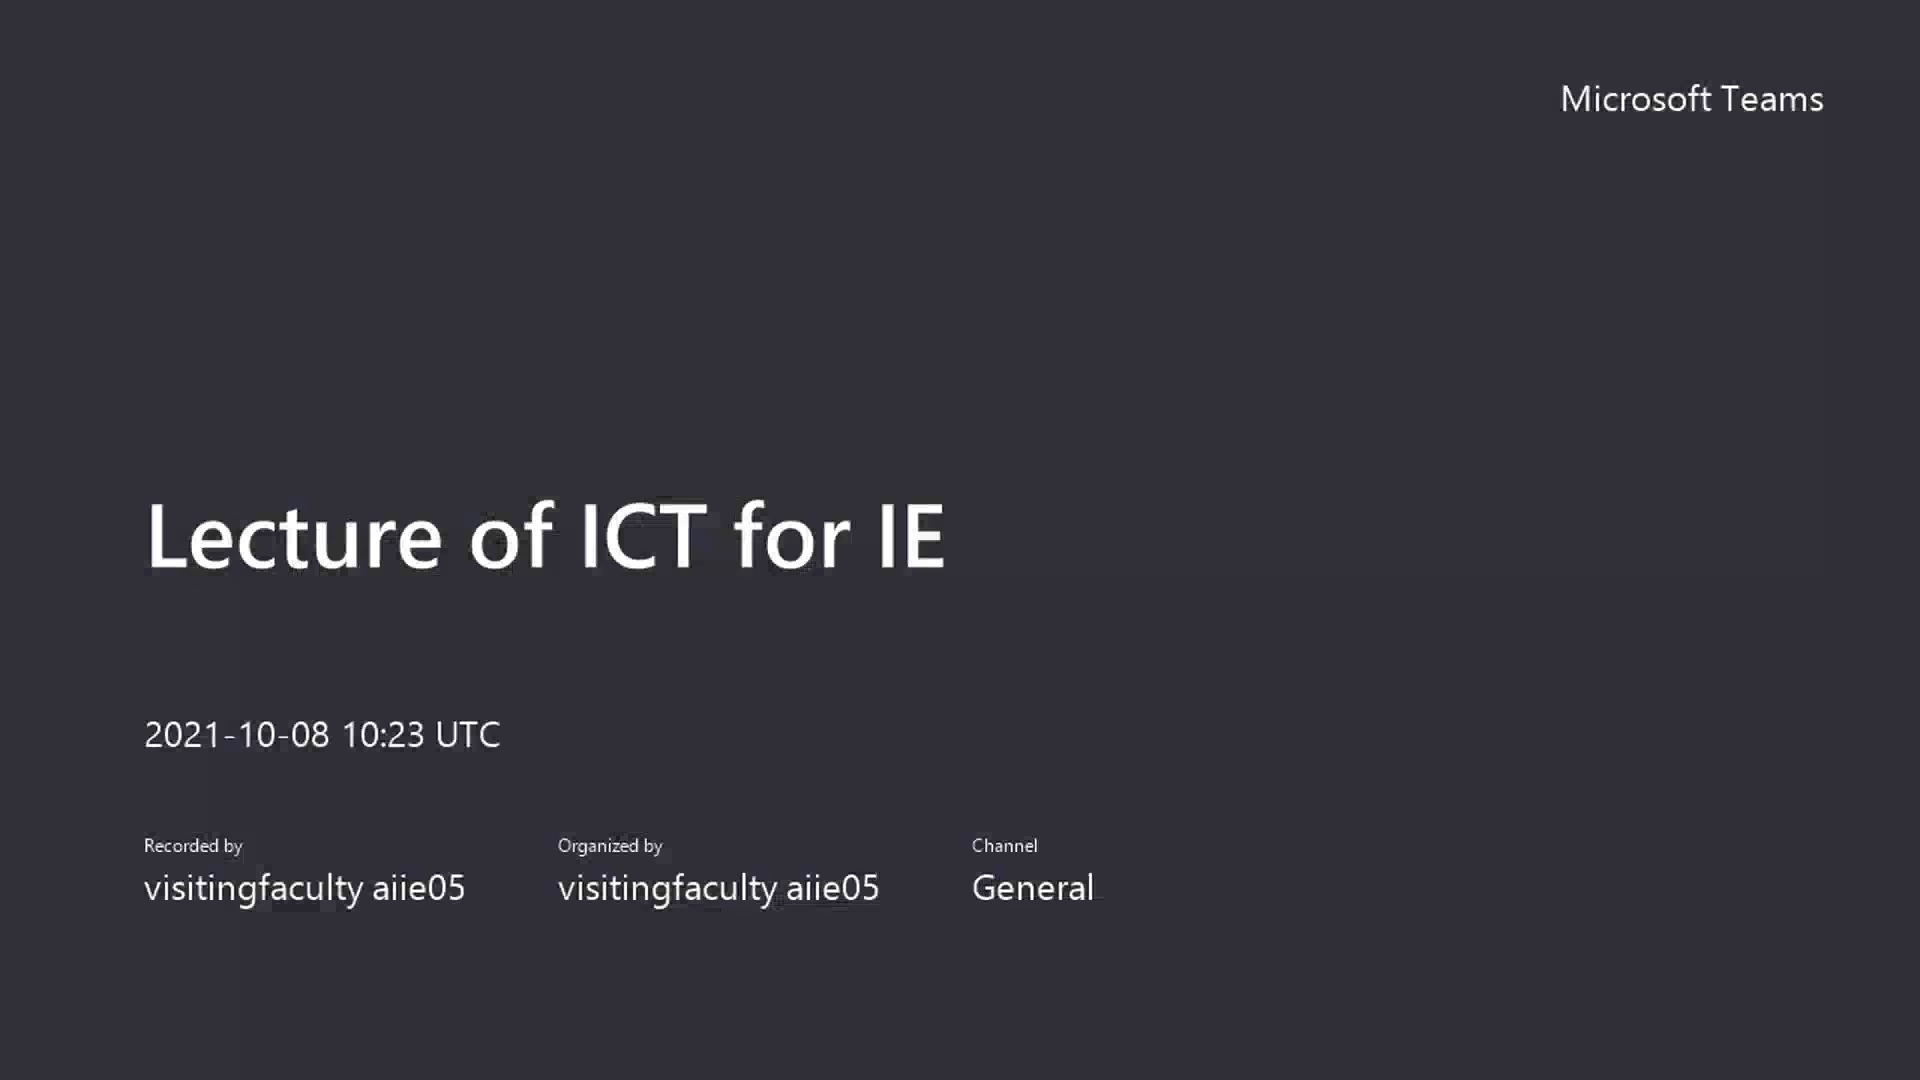 Microsoft Teams
Lecture of ICT for IE
2021-10-08 10:23 UTC
Recorded by
visitingfaculty aiie05
Organized by
visitingfaculty aiie05
Channel
General